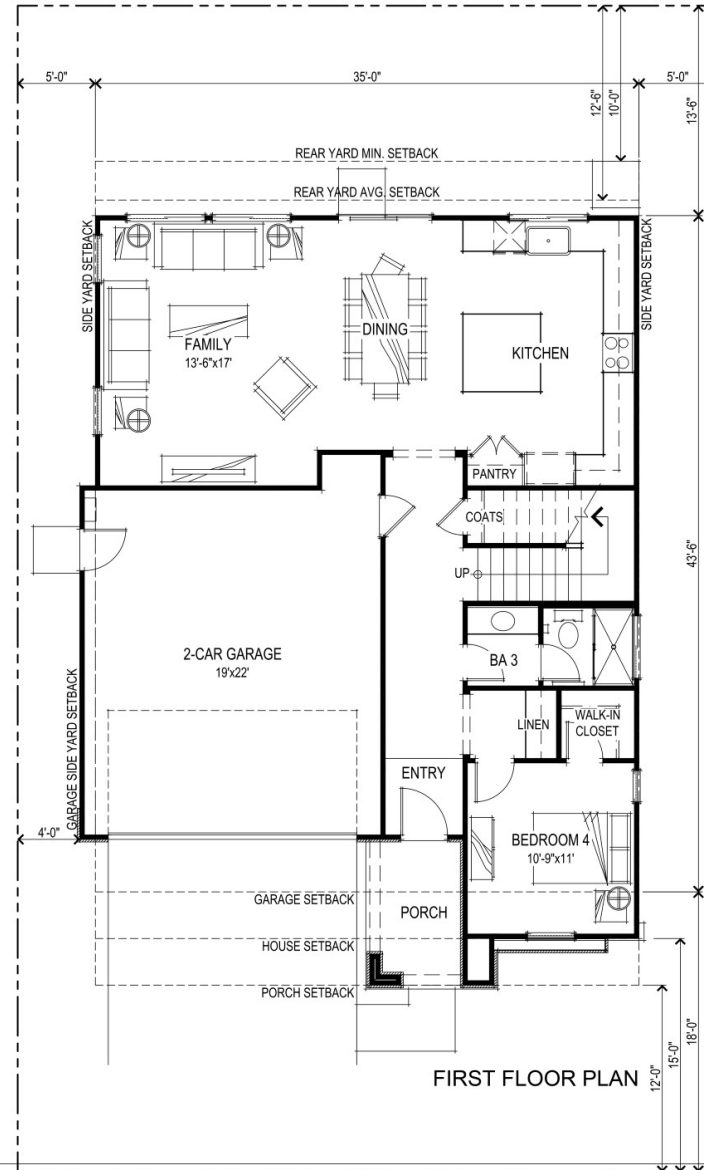 5'-0"
35'-0"
5'-0"
12'-6"
10'-0"
13'-6"
REAR YARD MIN. SETBACK
REAR YARD AVG. SETBACK
SIDE YARD SETBACK
SIDE YARD SETBACK
FAMILY
13'-6"x17'
DINING
KITCHEN
PANTRY
COATS
UP
43'-6"
2-CAR GARAGE
19'x22'
BA 3
LINEN
WALK-IN
CLOSET
GARAGE SIDE YARD SETBACK
ENTRY
4'-0"
BEDROOM 4
10'-9"x11'
GARAGE SETBACK
PORCH
HOUSE SETBACK
PORCH SETBACK
12'-0"
15'-0"
18'-0"
FIRST FLOOR PLAN